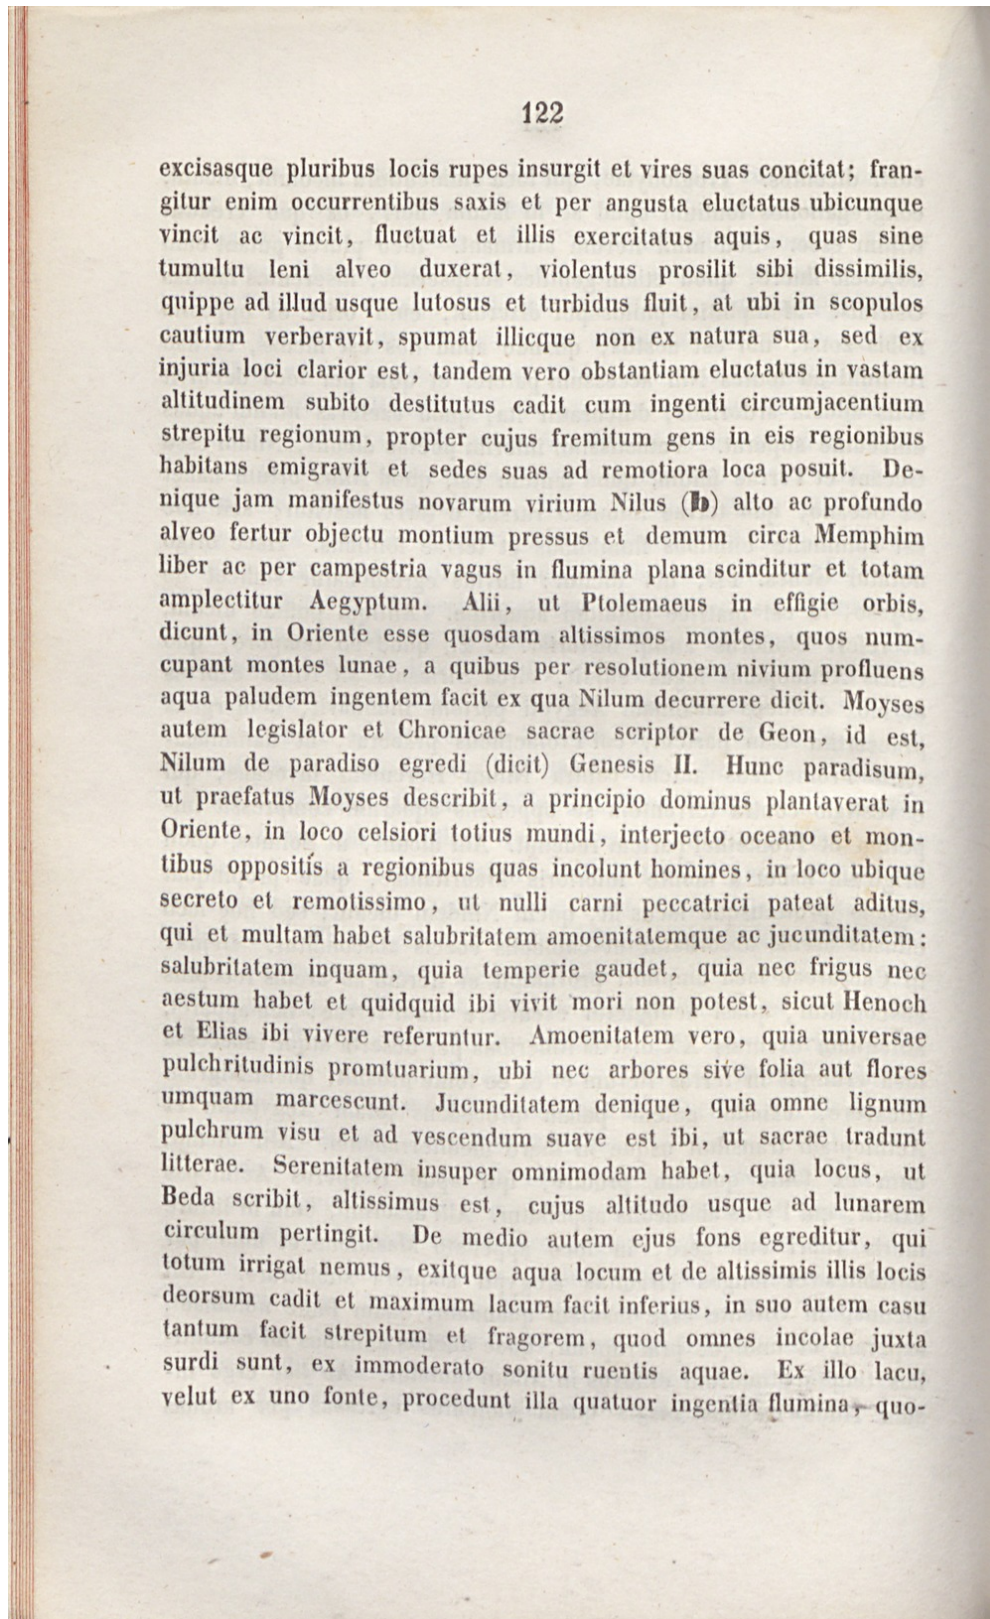 122
excisasque pluribus locis rupes insurgit et vires suas concitat; fran-
gitur enim occurrentibus saxis et per angusta eluctatus ubicunque
vincit ac vincit, fluctuat et illis exercitatus aquis, quas sine
tumultu leni alveo duxerat, violentus prosilit sibi dissimilis,
quippe ad illud usque lutosus et turbidus fluit, at ubi in scopulos
cautium verberavit, spumat illicque non ex natura sua, sed ex
injuria loci clarior est, tandem vero obstantiam eluctatus in vastam
altitudinem subito destitutus cadit cum ingenti circumjacentium
strepitu regionum, propter cujus fremitum gens in eis regionibus
habitans emigravit et sedes suas ad remotiora loca posuit. De-
nique jam manifestus novarum virium Nilus (b) alto ac profundo
alveo fertur objectu montium pressus et demum circa Memphim
liber ac per campestria vagus in flumina plana scinditur et totam
amplectitur Aegyptum. Alii, ut Ptolemaeus in effigie orbis,
dicunt, in Oriente esse quosdam altissimos montes, quos num-
cupant montes lunae, a quibus per resolutionem nivium profluens
aqua paludem ingentem facit ex qua Nilum decurrere dicit. Moyses
autem legislator et Chronicae sacrae scriptor de Geon, id est,
Nilum de paradiso egredi (dicit) Genesis II. Hunc paradisum,
ut praefatus Moyses describit, a principio dominus plantaverat in
Oriente, in loco celsiori totius mundi, interjecto oceano et mon-
tibus oppositis a regionibus quas incolunt homines, in loco ubique
secreto et remotissimo, ut nulli carni peccatrici pateat aditus,
qui et multam habet salubritatem amoenitatemque ac jucunditatem:
salubritatem inquam, quia temperie gaudet, quia nec frigus nec
aestum habet et quidquid ibi vivit mori non potest, sicut Henoch
et Elias ibi vivere referuntur. Amoenitatem vero, quia universae
pulchritudinis promtuarium, ubi nec arbores sive folia aut flores
umquam marcescunt. Jucunditatem denique, quia omne lignum
pulchrum visu et ad vescendum suave est ibi, ut sacrae tradunt
litterae. Serenitatem insuper omnimodam habet, quia locus, ut
Beda scribit, altissimus est, cujus altitudo usque ad lunarem
circulum pertingit. De medio autem ejus fons egreditur, qui
totum irrigat nemus, exitque aqua locum et de altissimis illis locis
deorsum cadit et maximum lacum facit inferius, in suo autem casu
tantum facit strepitum et fragorem, quod omnes incolae juxta
surdi sunt, ex immoderato sonitu ruentis aquae. Ex illo lacu,
velut ex uno fonte, procedunt illa quatuor ingentia flumina, quo-